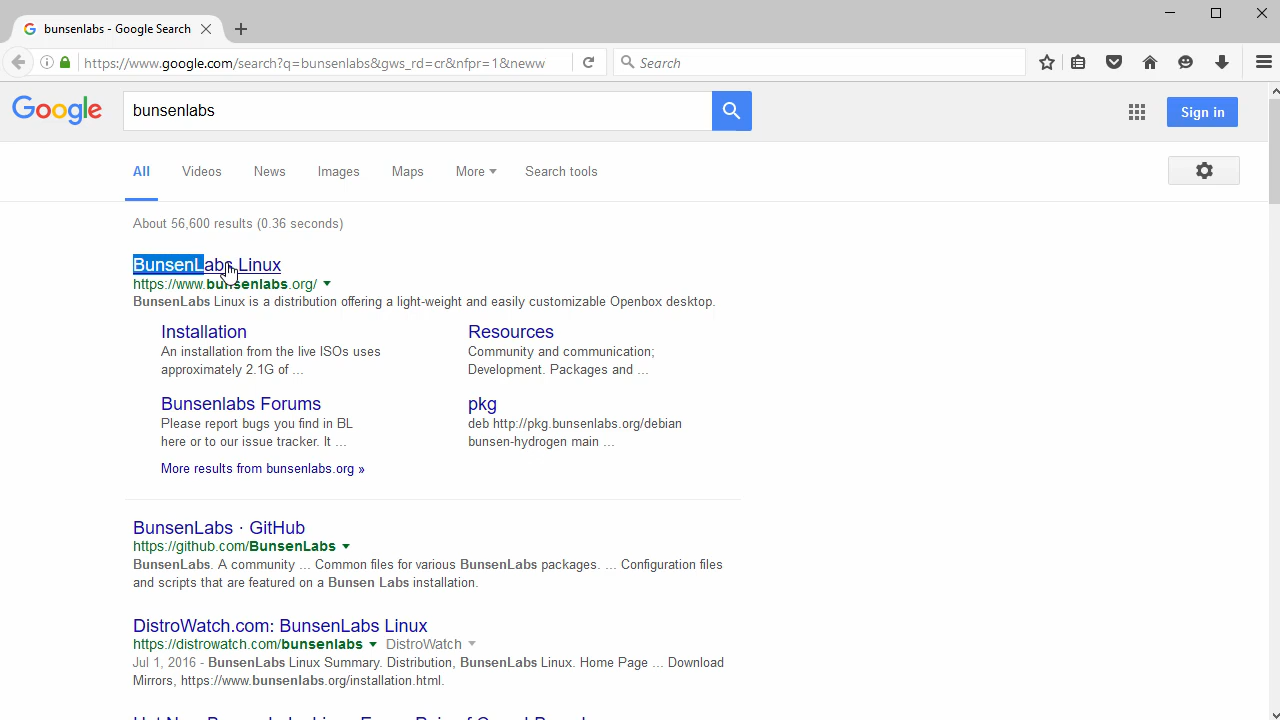 bunsenlabs - Google Search
https://www.google.com/search?q=bunsenlabs&gws_rd=cr&nfpr=1&neww
Search
Google
bunsenlabs
Sign in
All Videos News Images Maps More Search tools
About 56,600 results (0.36 seconds)
BunsenLabs Linux
https://www.bunsenlabs.org/
BunsenLabs Linux is a distribution offering a light-weight and easily customizable Openbox desktop.
Installation
An installation from the live ISOs uses
approximately 2.1G of ...
Resources
Community and communication;
Development. Packages and ...
Bunsenlabs Forums
Please report bugs you find in BL
here or to our issue tracker. It ...
pkg
deb http://pkg.bunsenlabs.org/debian
bunsen-hydrogen main ...
More results from bunsenlabs.org »
BunsenLabs · GitHub
https://github.com/BunsenLabs
BunsenLabs. A community ... Common files for various BunsenLabs packages. ... Configuration files
and scripts that are featured on a Bunsen Labs installation.
DistroWatch.com: BunsenLabs Linux
https://distrowatch.com/bunsenlabs DistroWatch
Jul 1, 2016 - BunsenLabs Linux Summary. Distribution, BunsenLabs Linux. Home Page ... Download
Mirrors, https://www.bunsenlabs.org/installation.html.